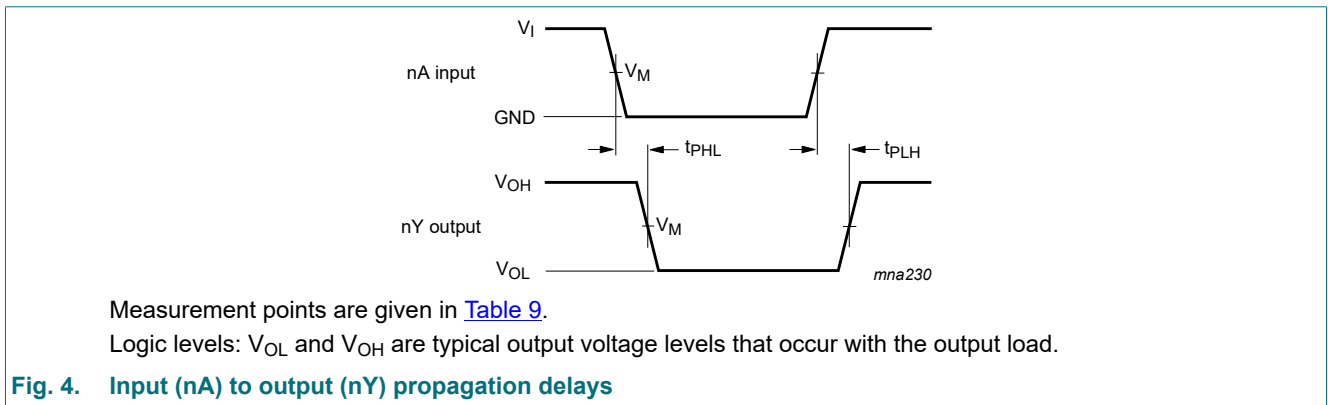 VI
nA input
VM
GND
tPHL
tPLH
VOH
nY output
VM
VOL
mna230
Measurement points are given in Table 9.
Logic levels: VOL and VOH are typical output voltage levels that occur with the output load.
Fig. 4. Input (nA) to output (nY) propagation delays